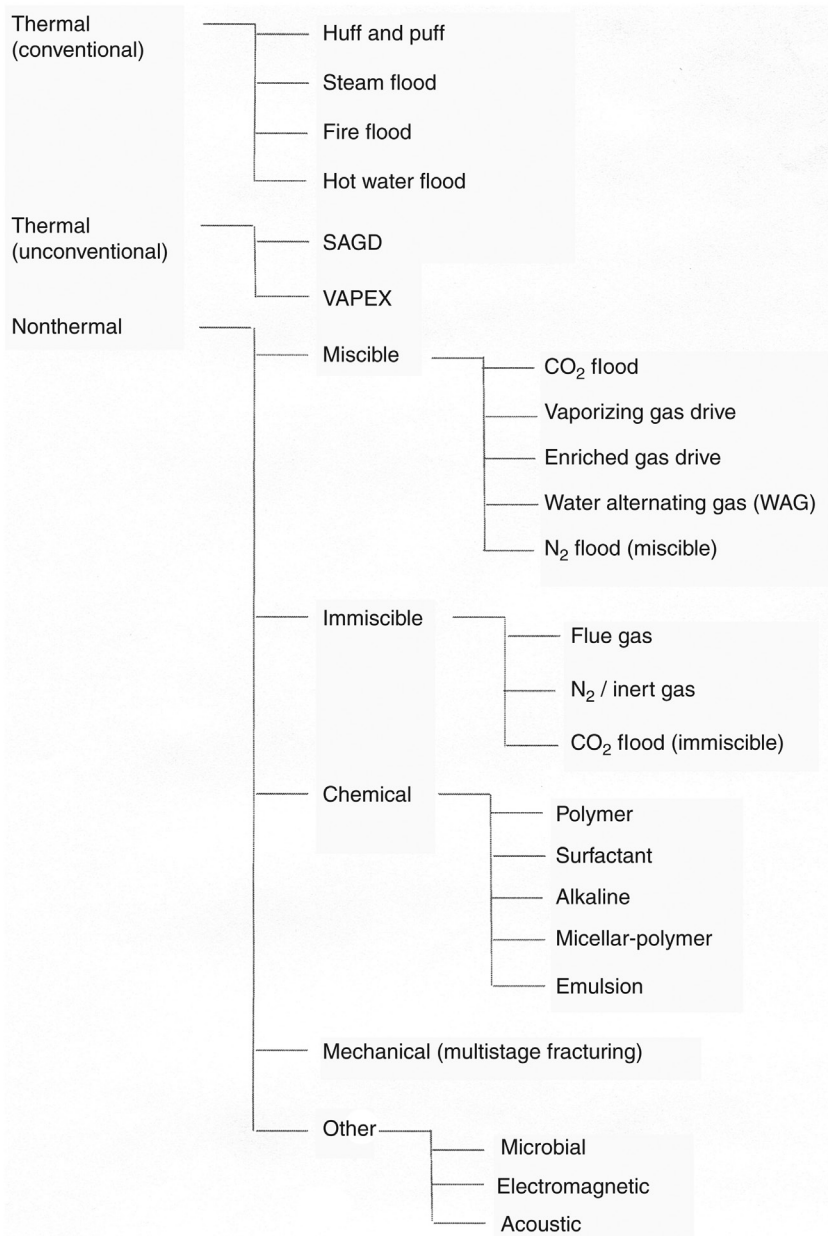 Thermal
(conventional)
Huff and puff
Steam flood
Fire flood
Hot water flood
Thermal
(unconventional)
SAGD
VAPEX
Nonthermal
Miscible
CO₂ flood
Vaporizing gas drive
Enriched gas drive
Water alternating gas (WAG)
N₂ flood (miscible)
Immiscible
Flue gas
N₂ / inert gas
CO₂ flood (immiscible)
Chemical
Polymer
Surfactant
Alkaline
Micellar-polymer
Emulsion
Mechanical (multistage fracturing)
Other
Microbial
Electromagnetic
Acoustic